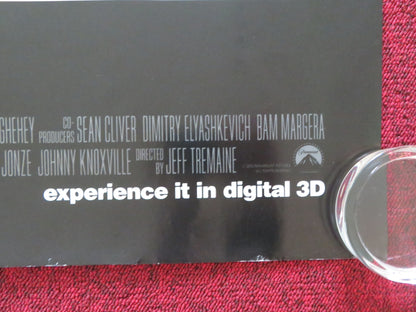 GHEHEY CO-PRODUCERS SEAN CLIVER DIMITRY ELYASHKEVICH BAM MARGERA
JONZE JOHNNY KNOXVILLE DIRECTED BY JEFF TREMAINE
experience it in digital 3D